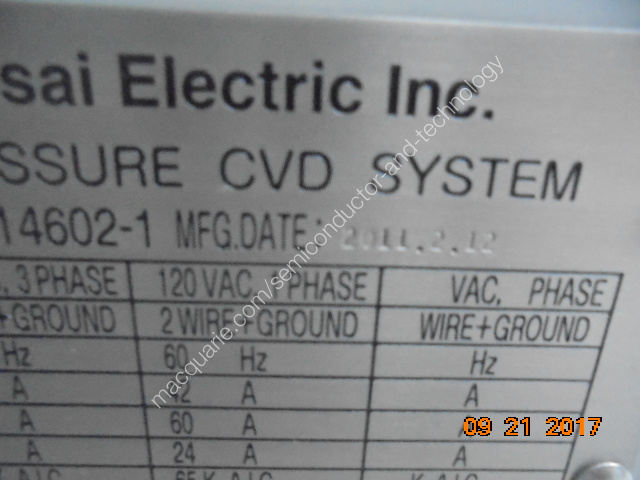 sai Electric Inc.
SSURE CVD SYSTEM
14602-1 MFG.DATE: 2011.2.12
3 PHASE 120 VAC, 1 PHASE VAC, PHASE
+GROUND 2 WIRE+GROUND WIRE+GROUND
Hz 60 Hz Hz
A 42 A A
A 60 A A
A 24 A A
65 K A.I.C K A.I.C
macquarie.com/semiconductor-and-technology
09 21 2017